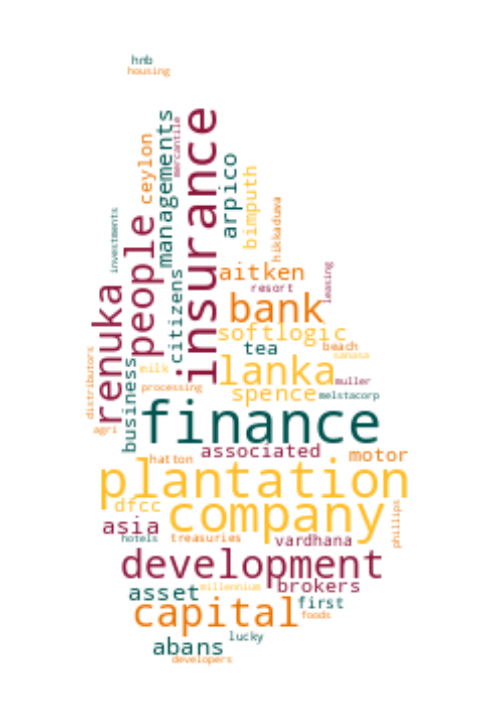 hnb
housing
insurance
managements
mercantile
ceylon
arpico
bimputh
hikkaduwa
investments
people
citizens
aitken
leasing
resort
renuka
bank
softlogic
tea
beach
sanasa
distributors
business
milk
lanka
muller
processing
spence
melstacorp
finance
agri
associated
hatton
motor
plantation
dfcc
company
phillips
asia
hotels
treasuries
vardhana
development
asset
millennium
brokers
capital
first
foods
lucky
abans
developers